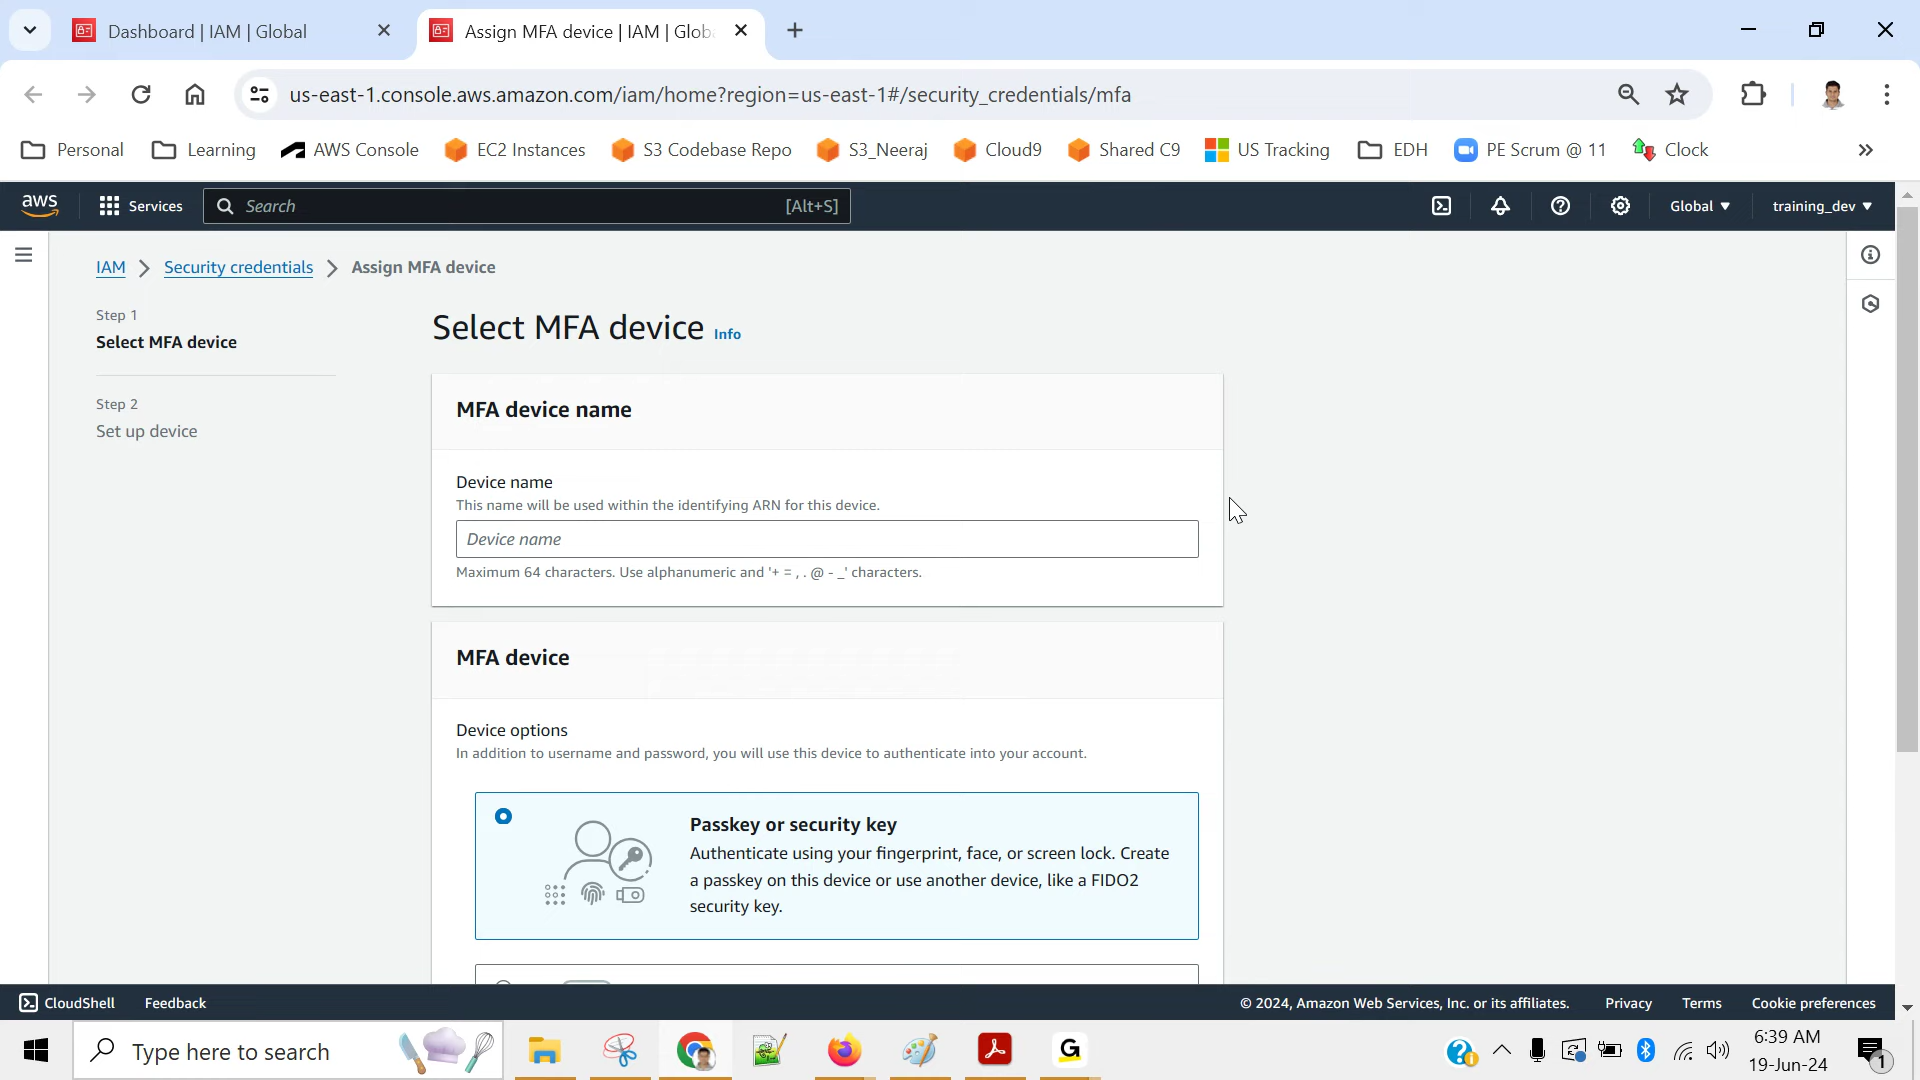 Dashboard | IAM | Global
Assign MFA device | IAM | Glob
us-east-1.console.aws.amazon.com/iam/home?region=us-east-1#/security_credentials/mfa
Personal
Learning
AWS Console
EC2 Instances
S3 Codebase Repo
S3_Neeraj
Cloud9
Shared C9
US Tracking
EDH
PE Scrum @ 11
Clock
aws
Services
Search
[Alt+S]
Global
training_dev
IAM
Security credentials
Assign MFA device
Step 1
Select MFA device
Step 2
Set up device
Select MFA device Info
MFA device name
Device name
This name will be used within the identifying ARN for this device.
Device name
Maximum 64 characters. Use alphanumeric and '+ = , . @ - _' characters.
MFA device
Device options
In addition to username and password, you will use this device to authenticate into your account.
Passkey or security key
Authenticate using your fingerprint, face, or screen lock. Create
a passkey on this device or use another device, like a FIDO2
security key.
CloudShell
Feedback
© 2024, Amazon Web Services, Inc. or its affiliates.
Privacy
Terms
Cookie preferences
Type here to search
G
6:39 AM
19-Jun-24
1